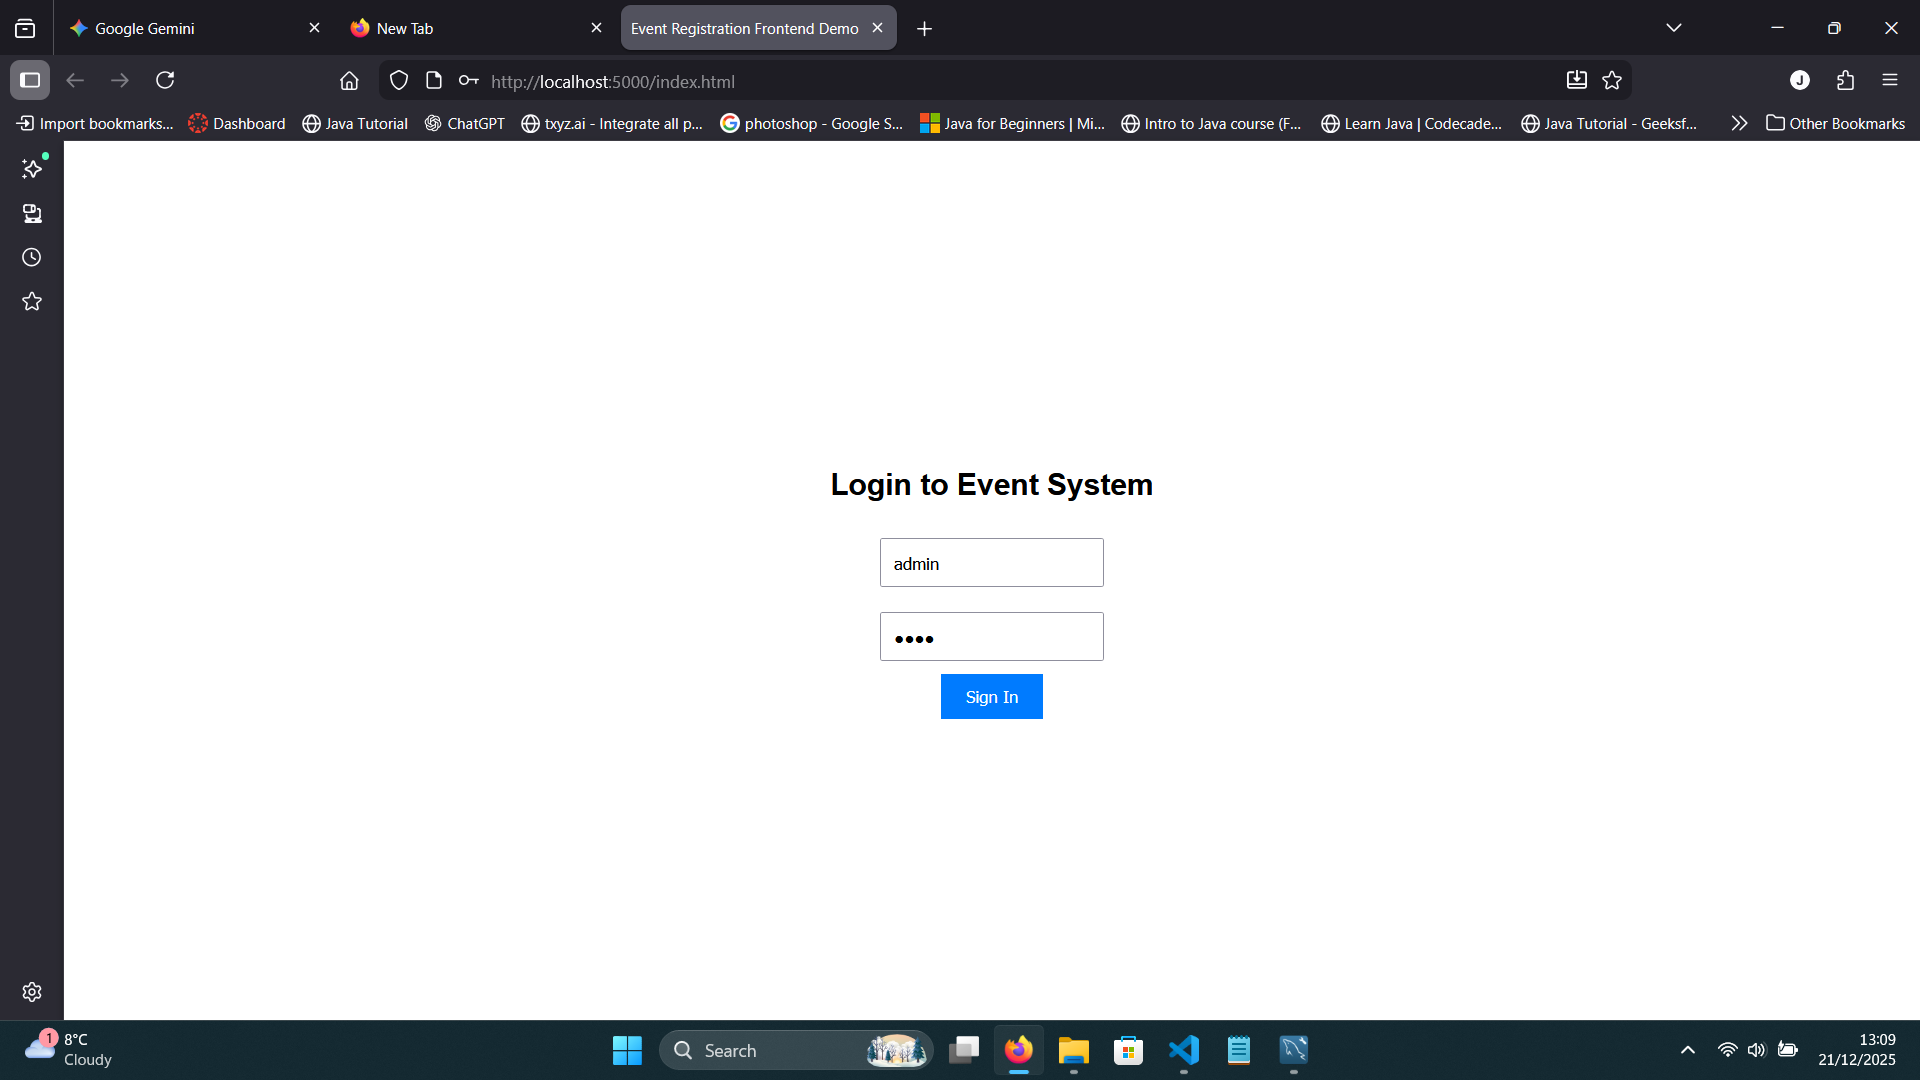 Google Gemini
New Tab
Event Registration Frontend Demo
http://localhost:5000/index.html
J
Import bookmarks...
Dashboard
Java Tutorial
ChatGPT
txyz.ai - Integrate all p...
photoshop - Google S...
Java for Beginners | Mi...
Intro to Java course (F...
Learn Java | Codecade...
Java Tutorial - Geeksf...
Other Bookmarks
Login to Event System
admin
••••
Sign In
1
8°C
Cloudy
Search
13:09
21/12/2025